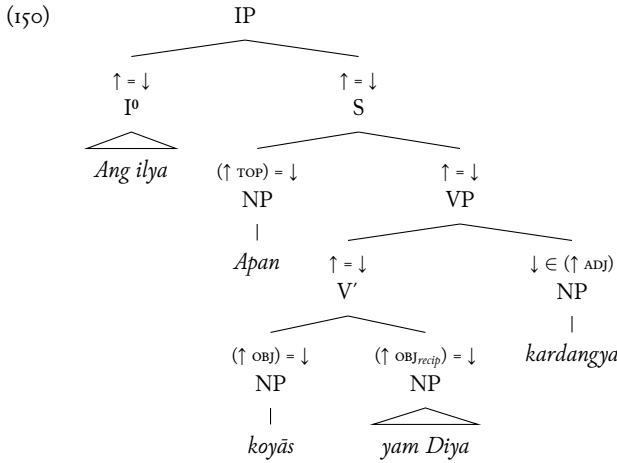 (150) IP
↑ = ↓ ↑ = ↓
I⁰ S
Ang ilya (↑ TOP) = ↓ ↑ = ↓
NP VP
Apan ↑ = ↓ ↓ ∈ (↑ ADJ)
V′ NP
(↑ OBJ) = ↓ (↑ OBJrecip) = ↓ kardangya
NP NP
koyās yam Diya